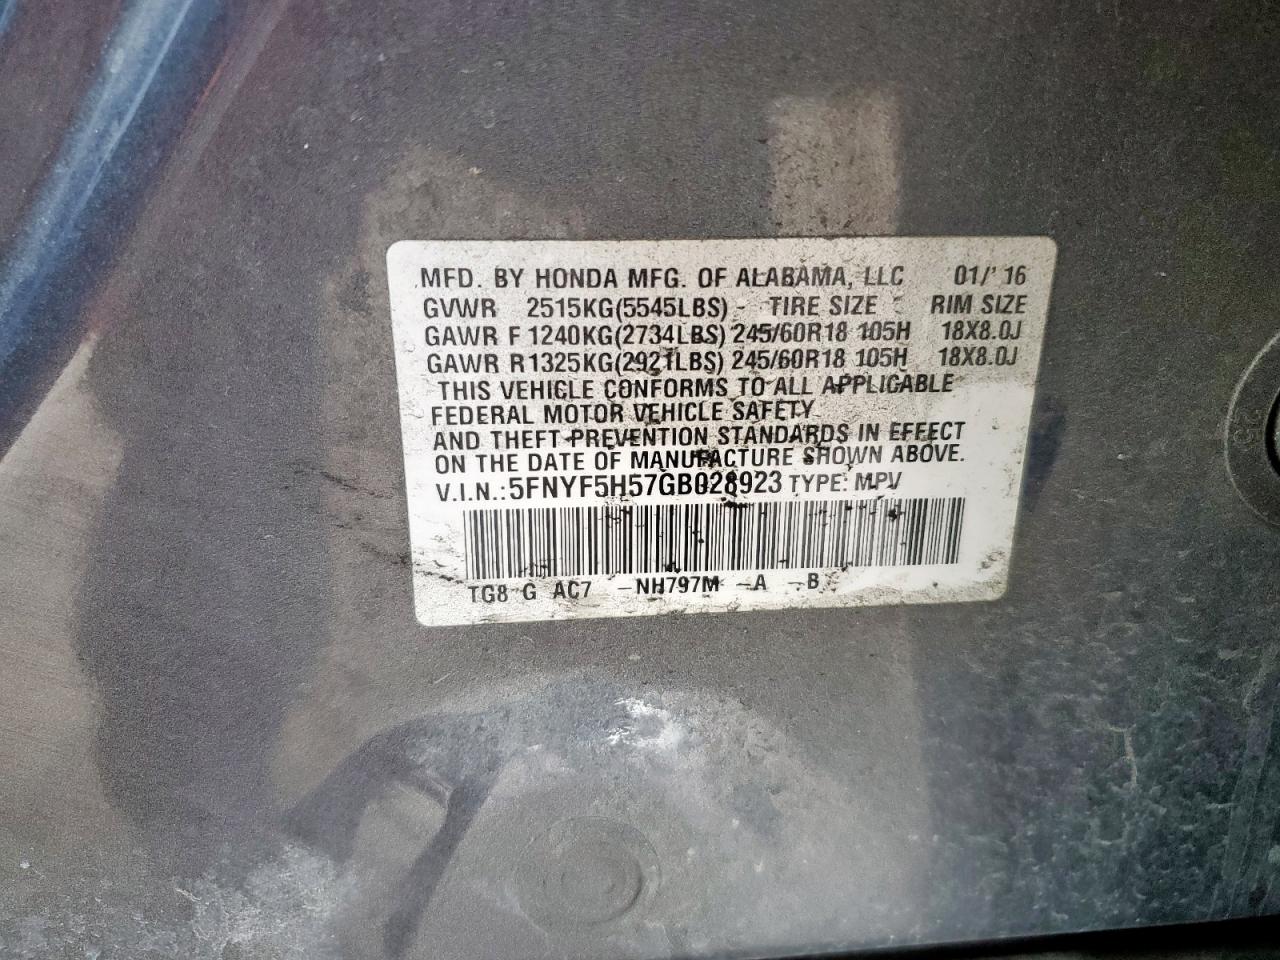 MFD. BY HONDA MFG. OF ALABAMA, LLC 01/'16
GVWR 2515KG(5545LBS) - TIRE SIZE RIM SIZE
GAWR F 1240KG(2734LBS) 245/60R18 105H 18X8.0J
GAWR R1325KG(2921LBS) 245/60R18 105H 18X8.0J
THIS VEHICLE CONFORMS TO ALL APPLICABLE
FEDERAL MOTOR VEHICLE SAFETY
AND THEFT PREVENTION STANDARDS IN EFFECT
ON THE DATE OF MANUFACTURE SHOWN ABOVE.
V.I.N.:5FNYF5H57GB028923 TYPE: MPV
TG8 G AC7 -NH797M -A -B